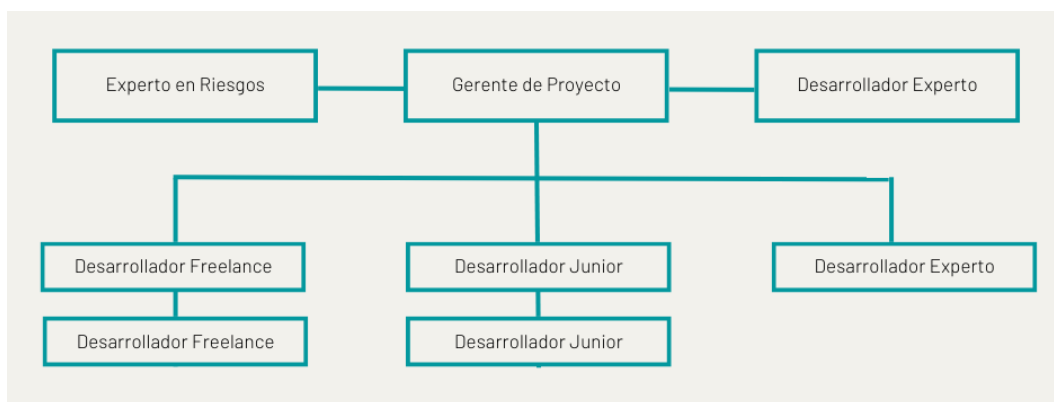 Experto en Riesgos
Gerente de Proyecto
Desarrollador Experto
Desarrollador Freelance
Desarrollador Junior
Desarrollador Experto
Desarrollador Freelance
Desarrollador Junior